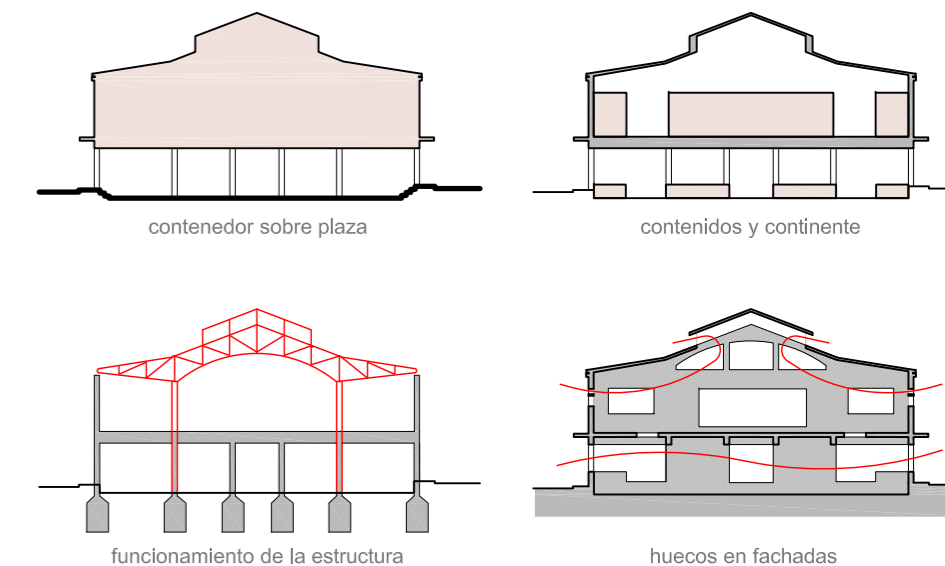 contenedor sobre plaza
contenidos y continente
funcionamiento de la estructura
huecos en fachadas